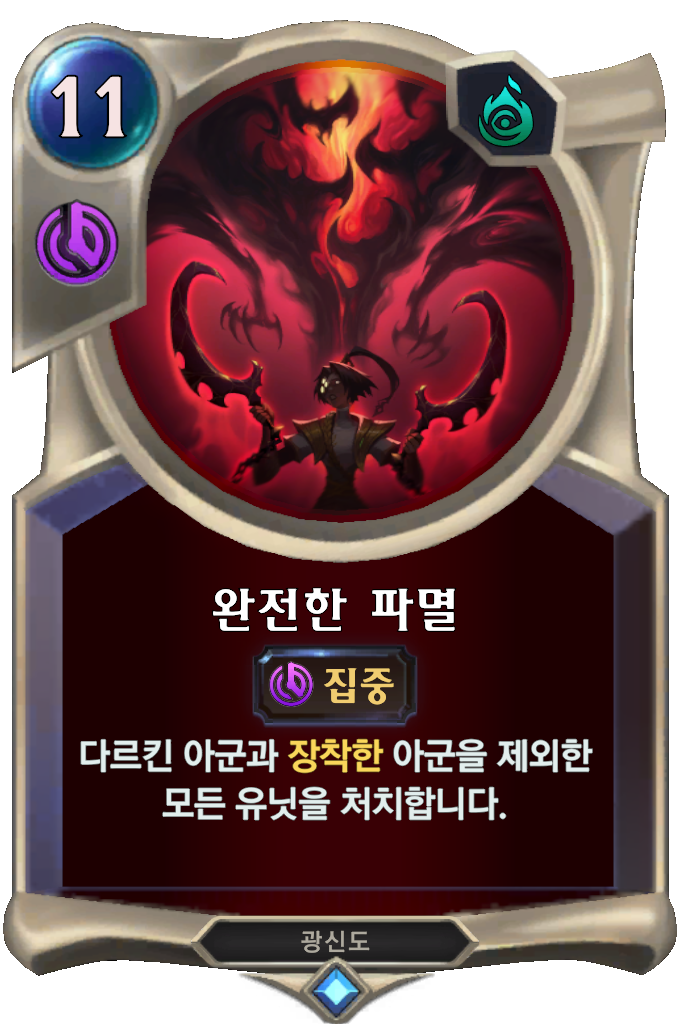 11
완전한 파멸
집중
다르킨 아군과 장착한 아군을 제외한
모든 유닛을 처치합니다.
광신도